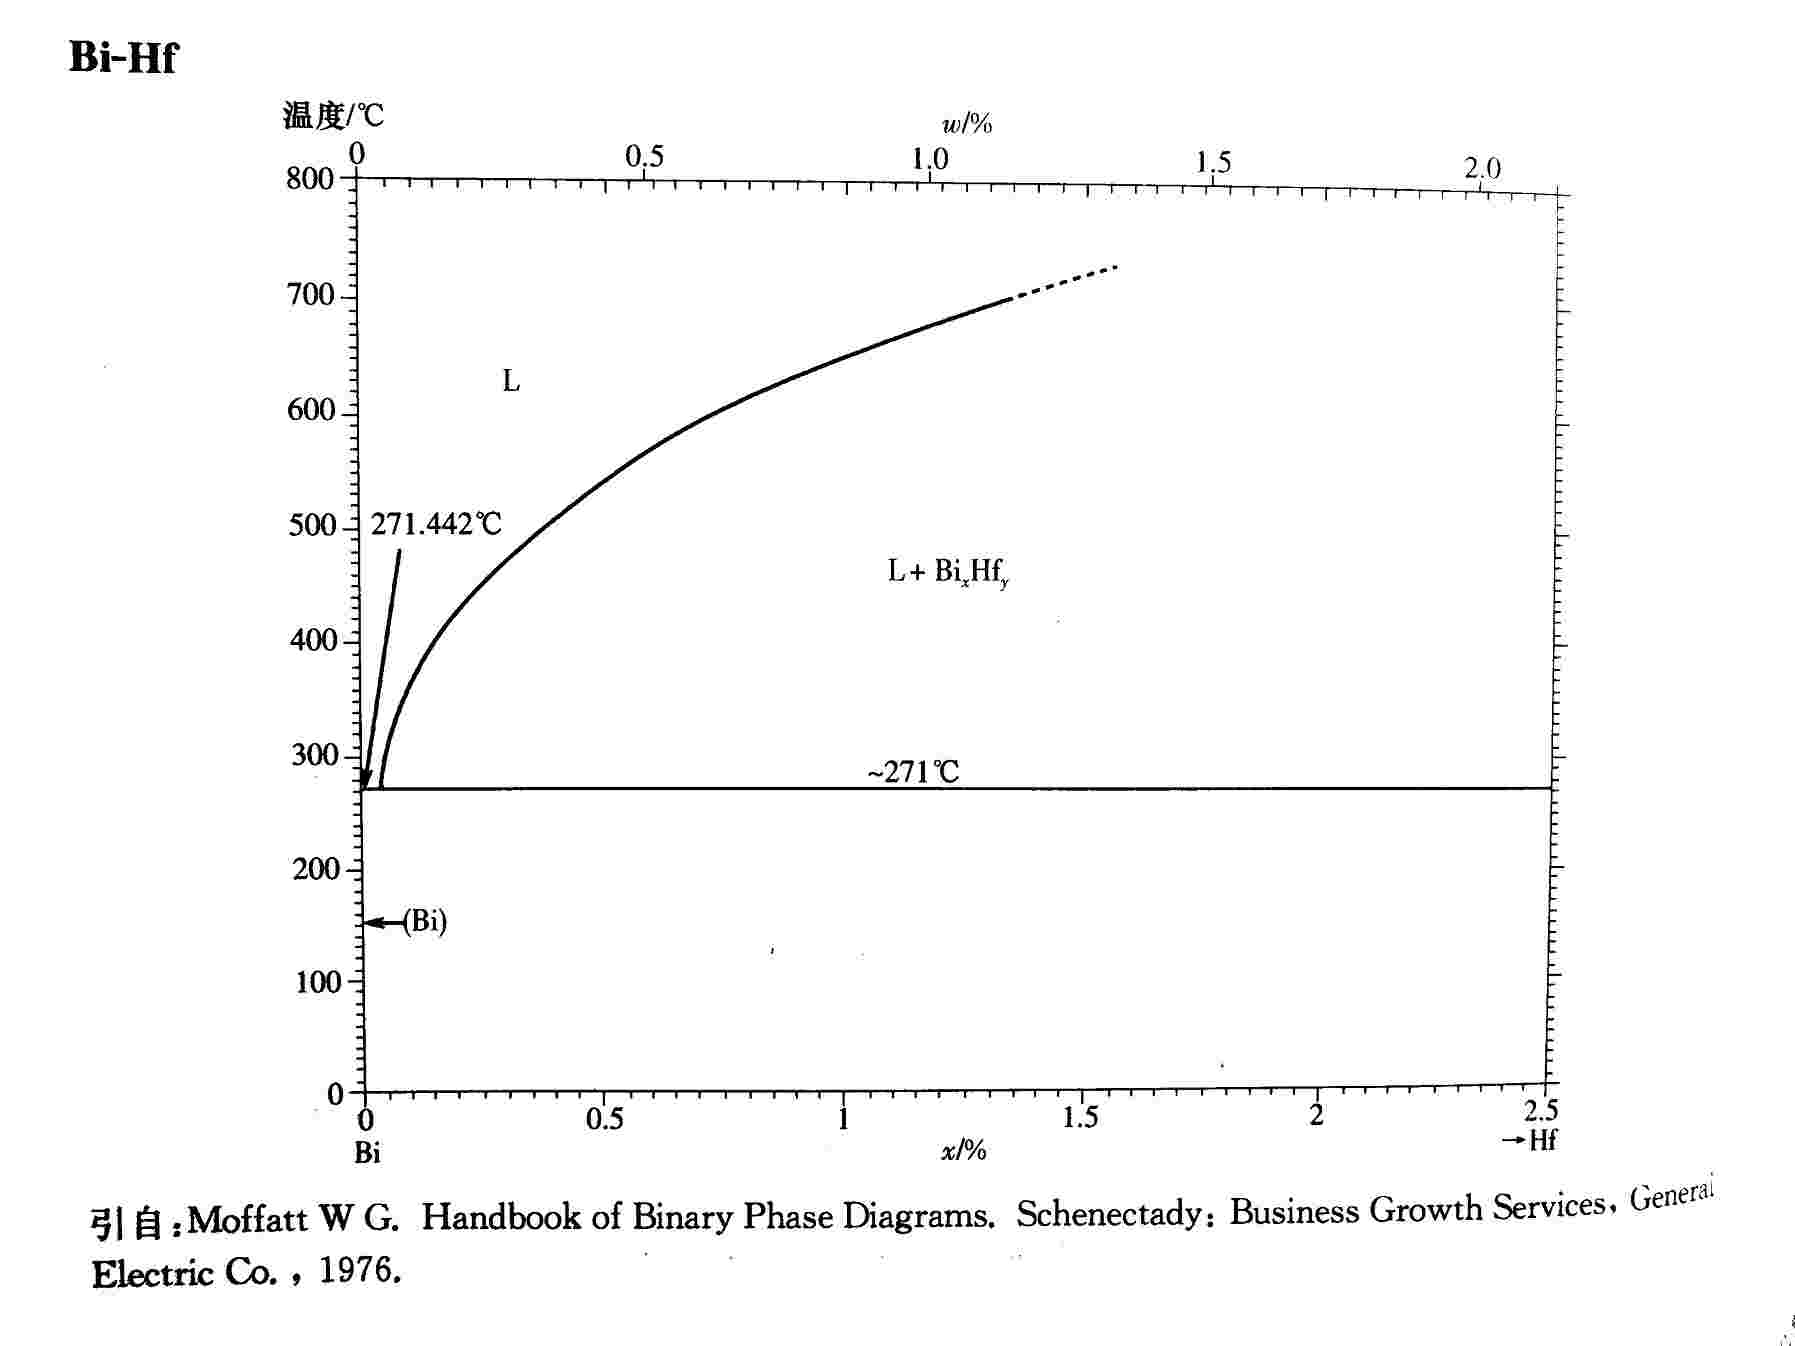 Bi-Hf
温度/℃
w/%
0 0.5 1.0 1.5 2.0
800
700
L
600
271.442℃
500
L + BiₓHfᵧ
400
300
~271℃
200
(Bi)
100
0
0 0.5 1 1.5 2 2.5
Bi x/% →Hf
引自:Moffatt W G. Handbook of Binary Phase Diagrams. Schenectady: Business Growth Services, General
Electric Co. , 1976.